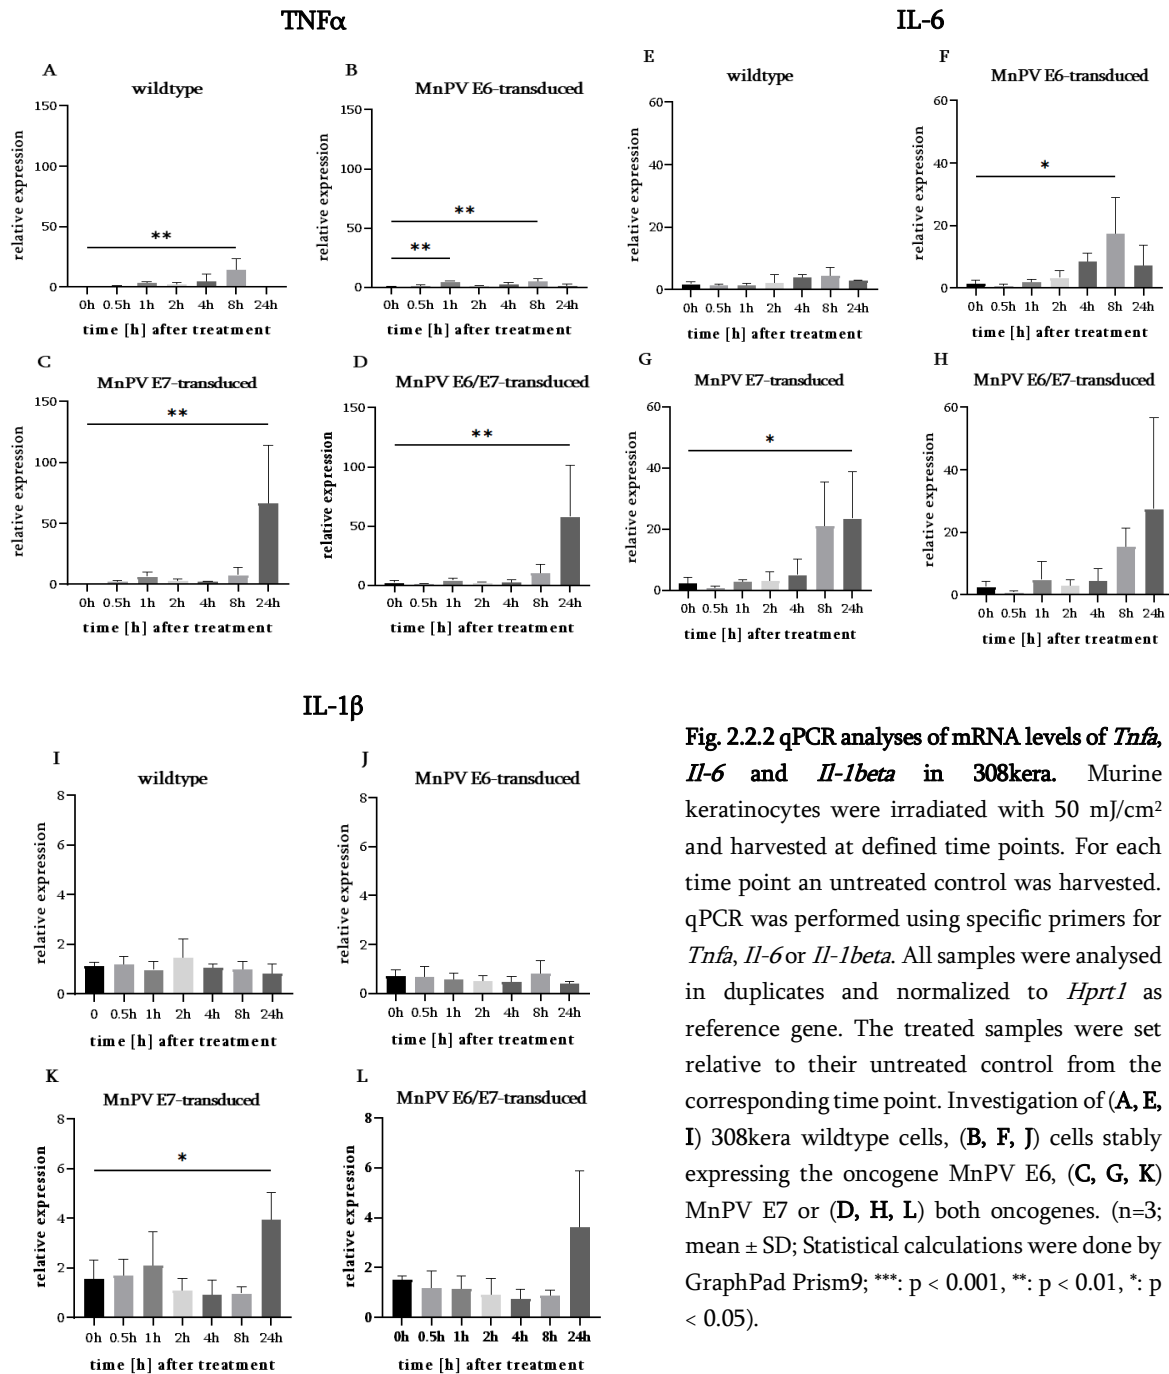 TNFα
A
wildtype
150
100
50
0
relative expression
**
0h 0.5h 1h 2h 4h 8h 24h
time [h] after treatment
B
MnPV E6-transduced
150
100
50
0
relative expression
**
**
0h 0.5h 1h 2h 4h 8h 24h
time [h] after treatment
C
MnPV E7-transduced
150
100
50
0
relative expression
**
0h 0.5h 1h 2h 4h 8h 24h
time [h] after treatment
D
MnPV E6/E7-transduced
150
100
50
0
relative expression
**
0h 0.5h 1h 2h 4h 8h 24h
time [h] after treatment
IL-6
E
wildtype
60
40
20
0
relative expression
0h 0.5h 1h 2h 4h 8h 24h
time [h] after treatment
F
MnPV E6-transduced
60
40
20
0
relative expression
*
0h 0.5h 1h 2h 4h 8h 24h
time [h] after treatment
G
MnPV E7-transduced
60
40
20
0
relative expression
*
0h 0.5h 1h 2h 4h 8h 24h
time [h] after treatment
H
MnPV E6/E7-transduced
60
40
20
0
relative expression
0h 0.5h 1h 2h 4h 8h 24h
time [h] after treatment
IL-1β
I
wildtype
8
6
4
2
0
relative expression
0 0.5h 1h 2h 4h 8h 24h
time [h] after treatment
J
MnPV E6-transduced
8
6
4
2
0
relative expression
0h 0.5h 1h 2h 4h 8h 24h
time [h] after treatment
K
MnPV E7-transduced
8
6
4
2
0
relative expression
*
0h 0.5h 1h 2h 4h 8h 24h
time [h] after treatment
L
MnPV E6/E7-transduced
8
6
4
2
0
relative expression
0h 0.5h 1h 2h 4h 8h 24h
time [h] after treatment
Fig. 2.2.2 qPCR analyses of mRNA levels of Tnfa,
Il-6 and Il-1beta in 308kera. Murine
keratinocytes were irradiated with 50 mJ/cm²
and harvested at defined time points. For each
time point an untreated control was harvested.
qPCR was performed using specific primers for
Tnfa, Il-6 or Il-1beta. All samples were analysed
in duplicates and normalized to Hprt1 as
reference gene. The treated samples were set
relative to their untreated control from the
corresponding time point. Investigation of (A, E,
I) 308kera wildtype cells, (B, F, J) cells stably
expressing the oncogene MnPV E6, (C, G, K)
MnPV E7 or (D, H, L) both oncogenes. (n=3;
mean ± SD; Statistical calculations were done by
GraphPad Prism9; ***: p < 0.001, **: p < 0.01, *: p
< 0.05).